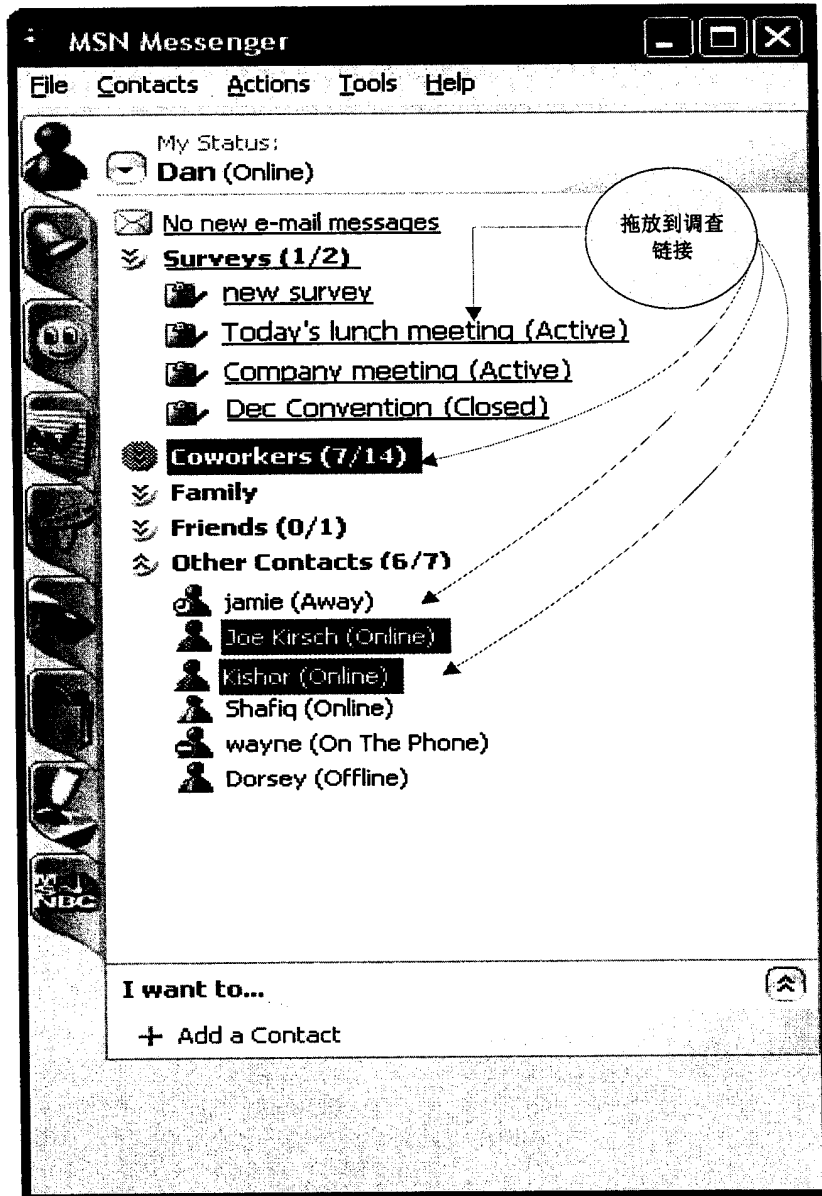 MSN Messenger
File Contacts Actions Tools Help
My Status:
Dan (Online)
No new e-mail messages
拖放到调查
链接
Surveys (1/2)
new survey
Today's lunch meeting (Active)
Company meeting (Active)
Dec Convention (Closed)
Coworkers (7/14)
Family
Friends (0/1)
Other Contacts (6/7)
jamie (Away)
Joe Kirsch (Online)
Kishor (Online)
Shafiq (Online)
wayne (On The Phone)
Dorsey (Offline)
MSNBC
I want to...
+ Add a Contact